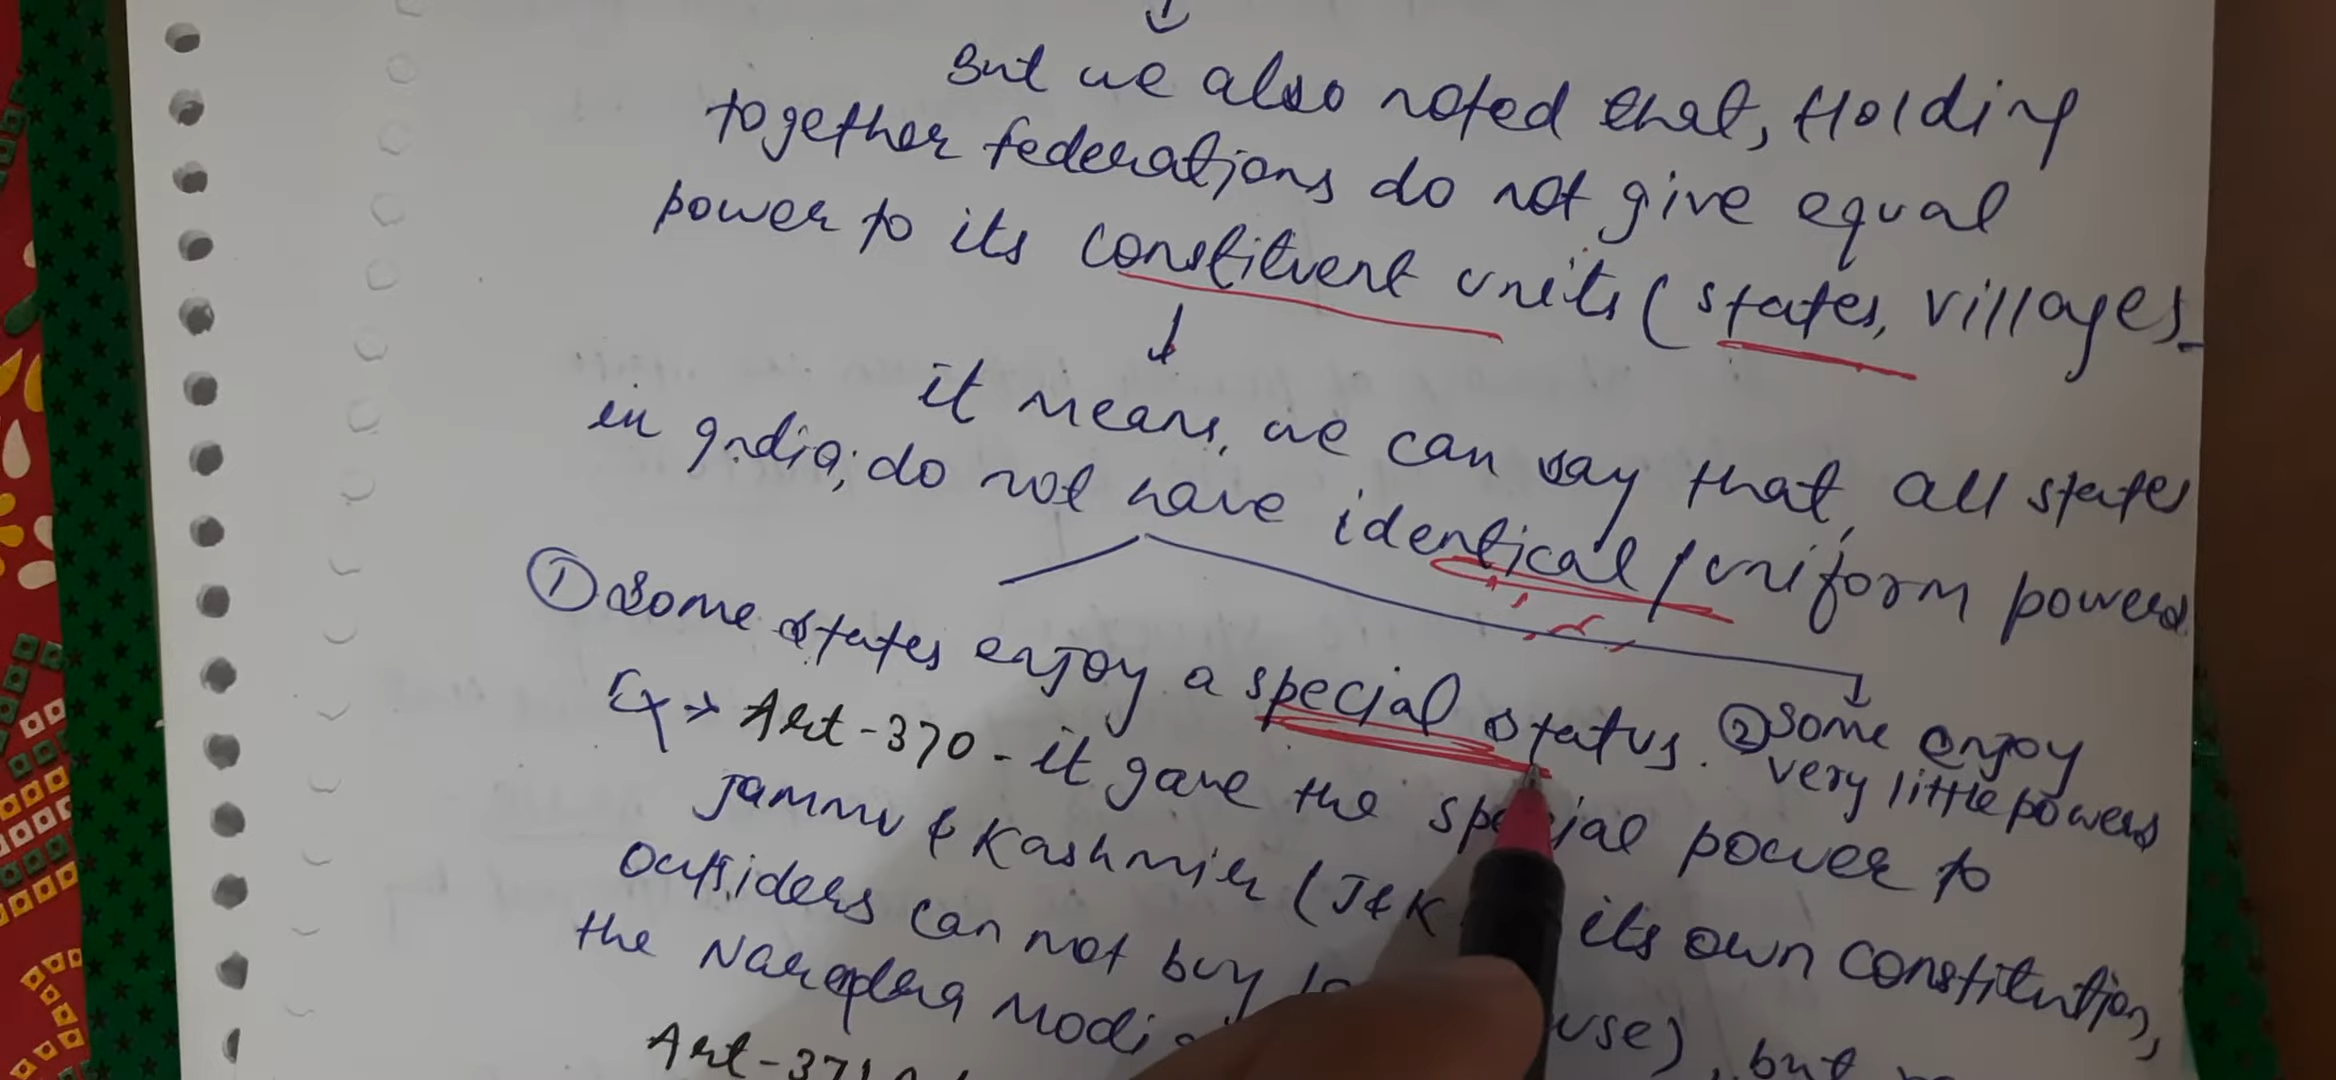 But we also noted that, Holding
together federations do not give equal
power to its constituent units (states, villages
it means, we can say that, all states
in India; do not have identical / uniform powers
① Some states enjoy a special status. ② Some enjoy
very little powers
Ex → Art-370 - it gave the special power to
Jammu & Kashmir (J&K its own constitution,
outsiders can not buy use), but
the Narendra Modi
Art-371